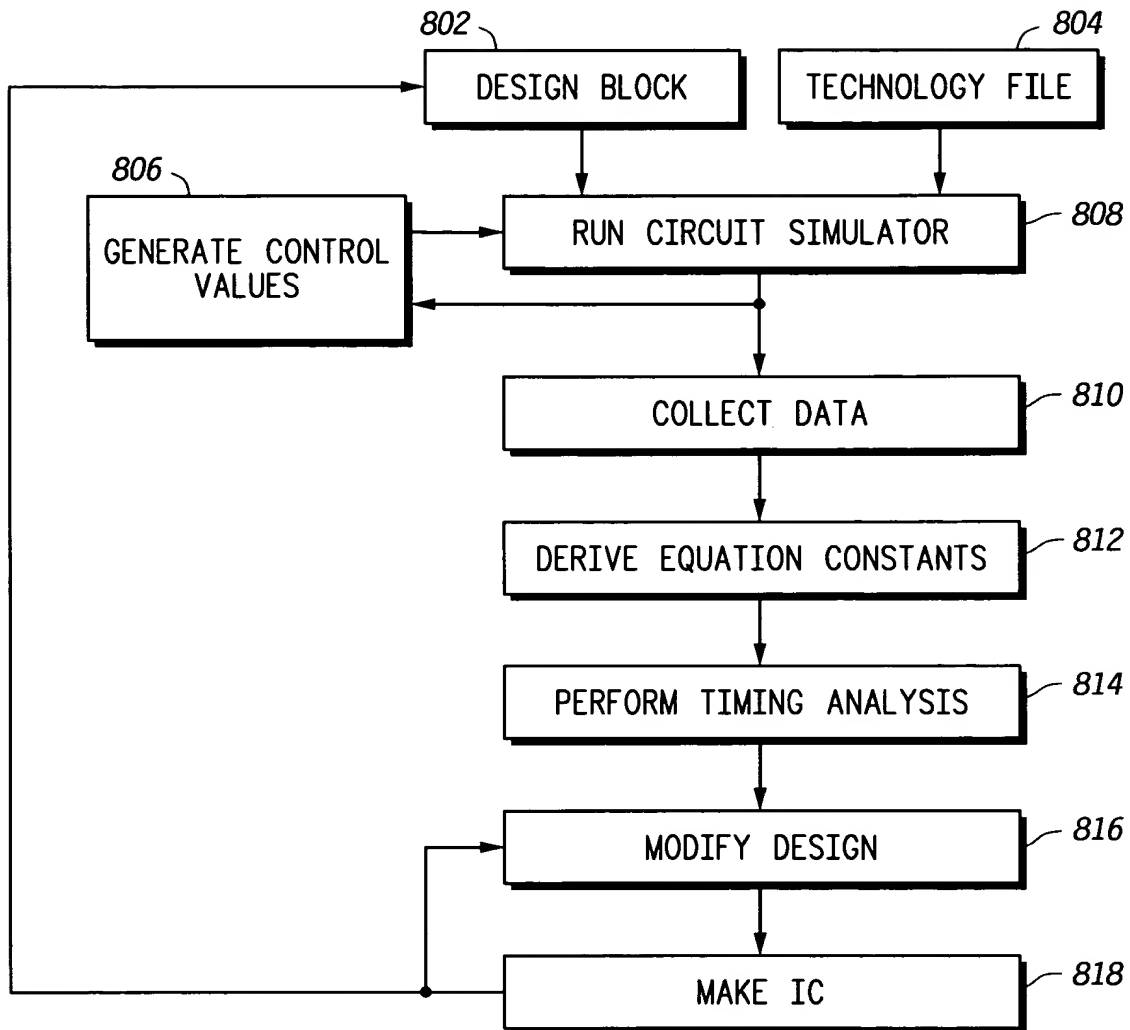 802
DESIGN BLOCK
804
TECHNOLOGY FILE
806
GENERATE CONTROL
VALUES
RUN CIRCUIT SIMULATOR
808
COLLECT DATA
810
DERIVE EQUATION CONSTANTS
812
PERFORM TIMING ANALYSIS
814
MODIFY DESIGN
816
MAKE IC
818